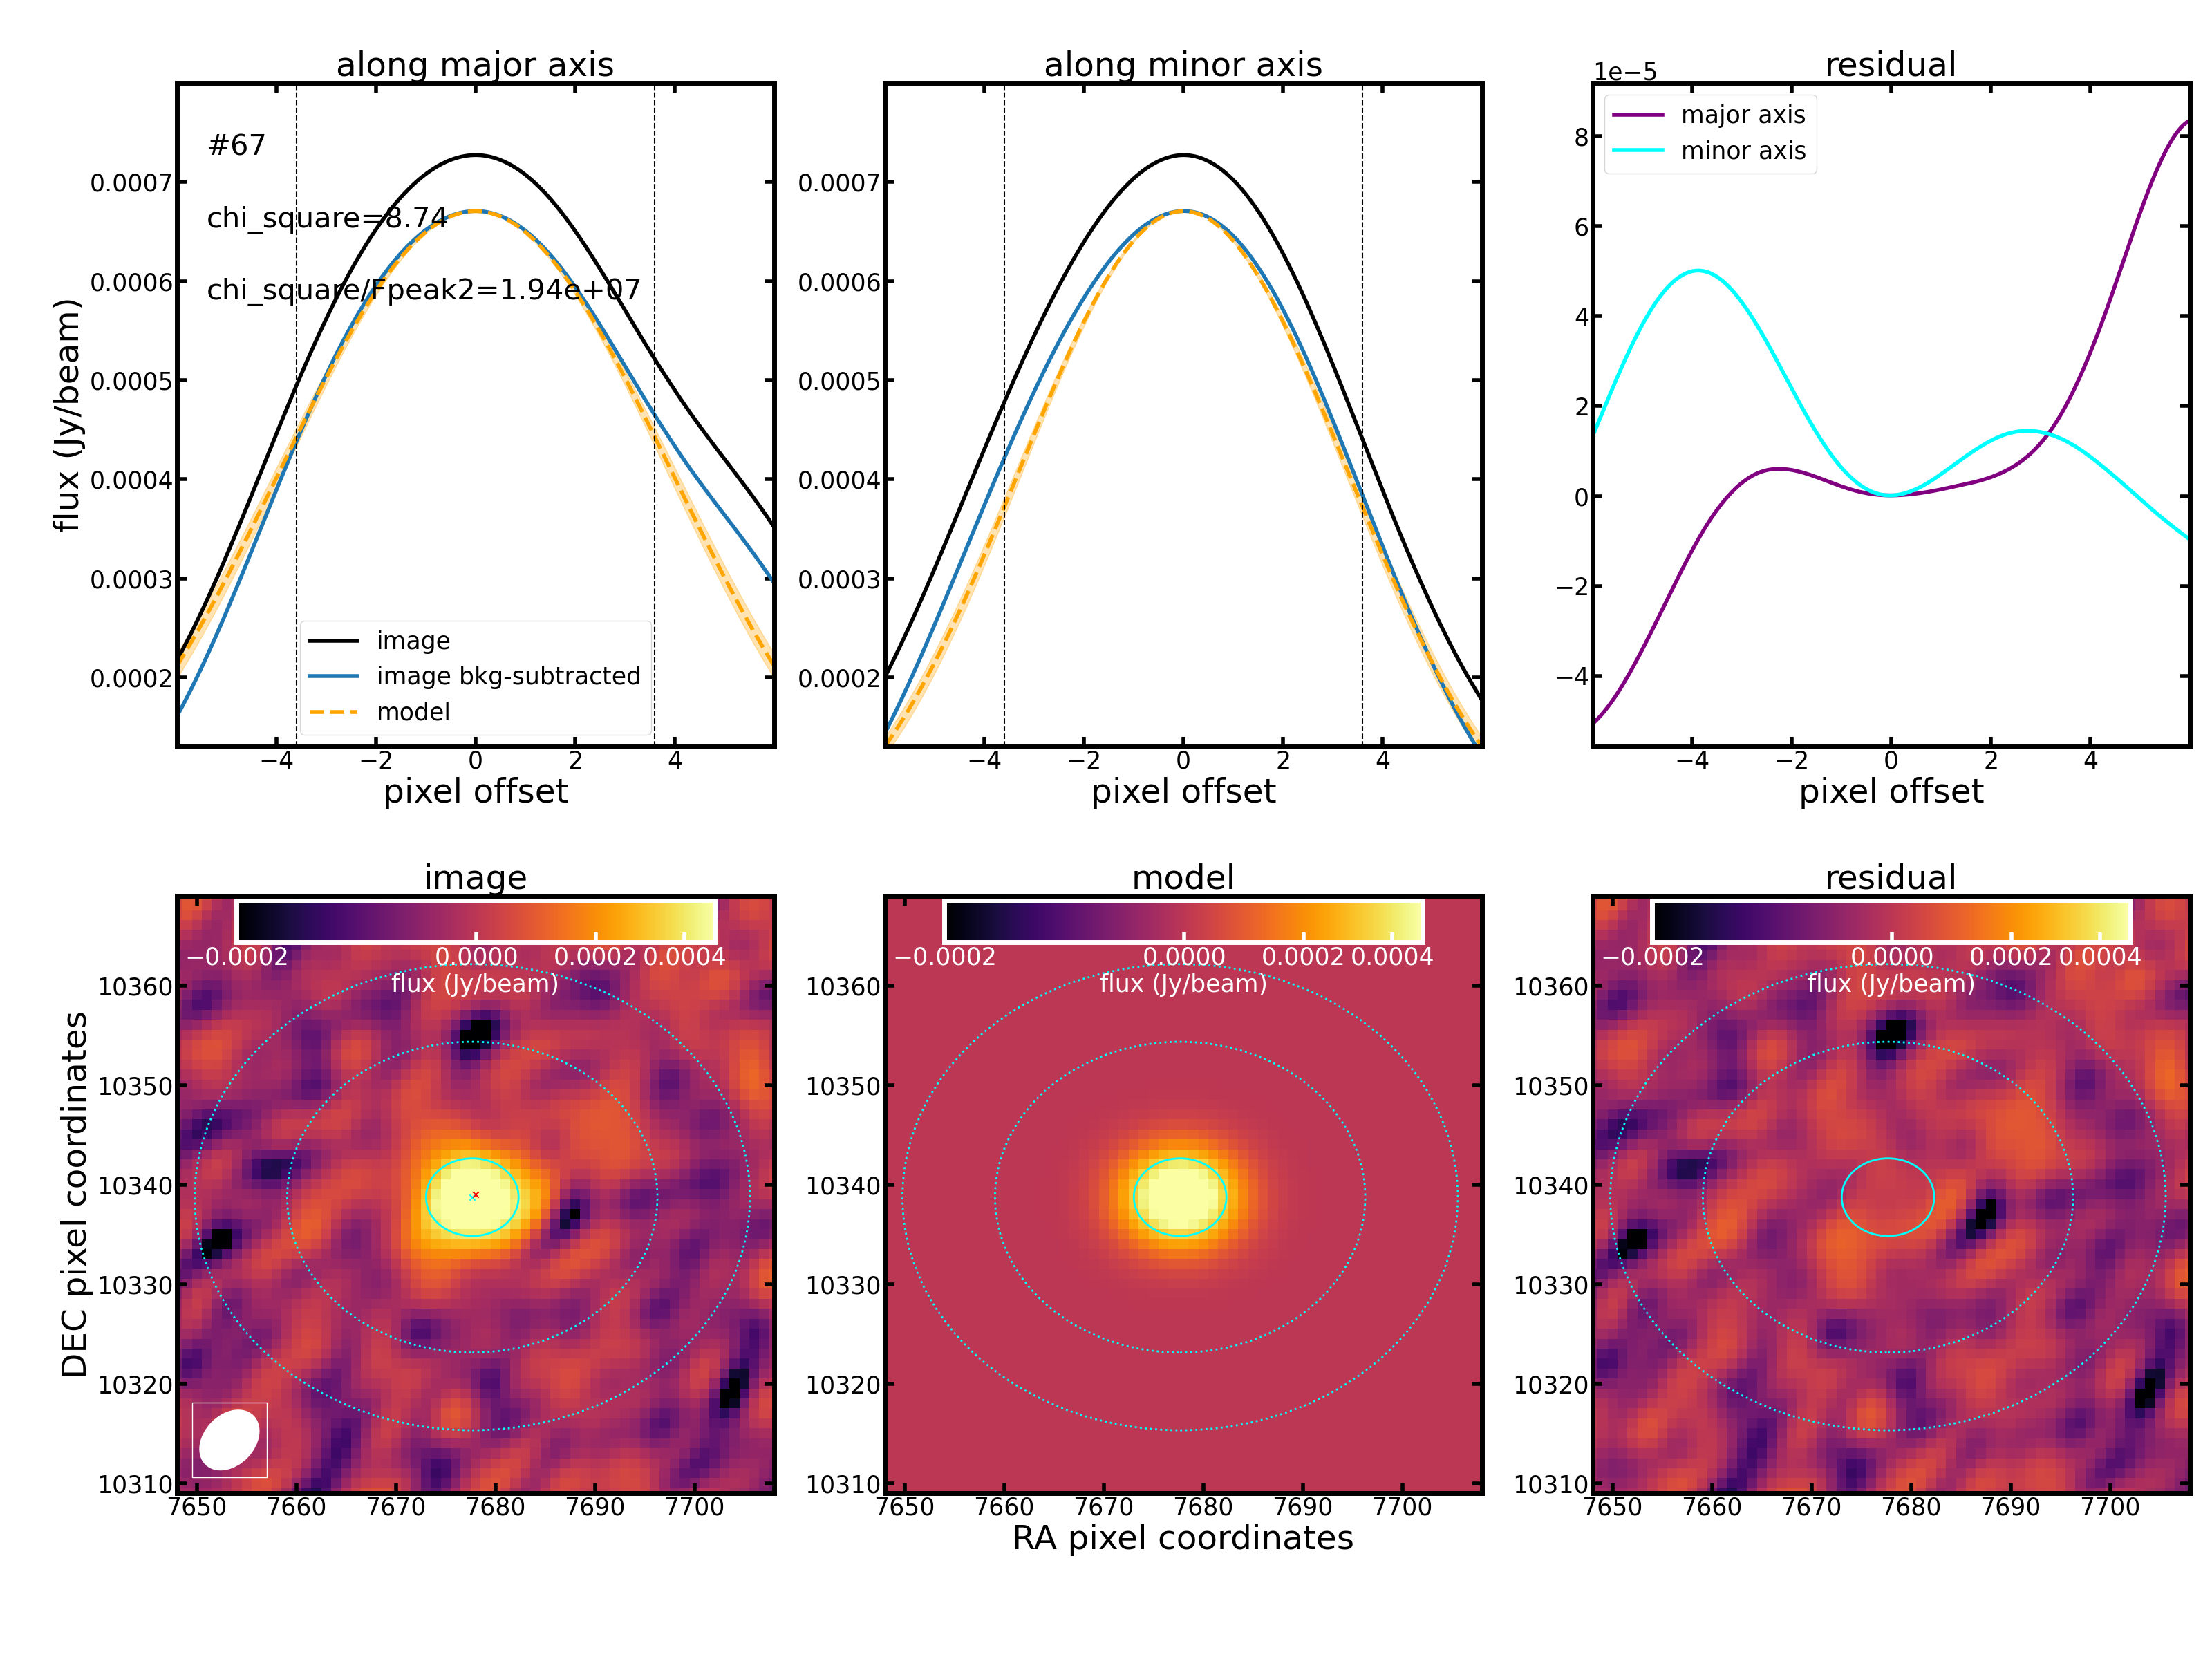 along major axis
along minor axis
residual
1e−5
#67
chi_square=8.74
chi_square/Fpeak2=1.94e+07
image
image bkg-subtracted
model
major axis
minor axis
flux (Jy/beam)
0.0007
0.0006
0.0005
0.0004
0.0003
0.0002
0.0007
0.0006
0.0005
0.0004
0.0003
0.0002
8
6
4
2
0
−2
−4
−4 −2 0 2 4
−4 −2 0 2 4
−4 −2 0 2 4
pixel offset
pixel offset
pixel offset
image
model
residual
−0.0002 0.0000 0.0002 0.0004
flux (Jy/beam)
−0.0002 0.0000 0.0002 0.0004
flux (Jy/beam)
−0.0002 0.0000 0.0002 0.0004
flux (Jy/beam)
DEC pixel coordinates
10360
10350
10340
10330
10320
10310
10360
10350
10340
10330
10320
10310
10360
10350
10340
10330
10320
10310
7650 7660 7670 7680 7690 7700
7650 7660 7670 7680 7690 7700
7650 7660 7670 7680 7690 7700
RA pixel coordinates